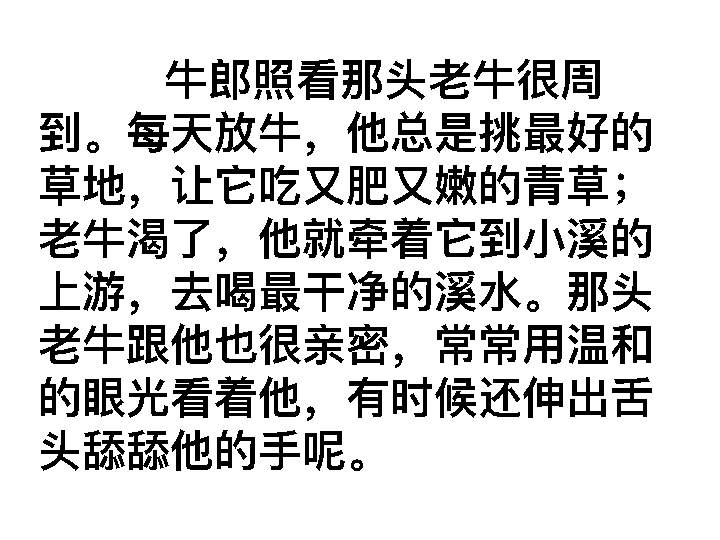 牛郎照看那头老牛很周
到。每天放牛，他总是挑最好的
草地，让它吃又肥又嫩的青草；
老牛渴了，他就牵着它到小溪的
上游，去喝最干净的溪水。那头
老牛跟他也很亲密，常常用温和
的眼光看着他，有时候还伸出舌
头舔舔他的手呢。